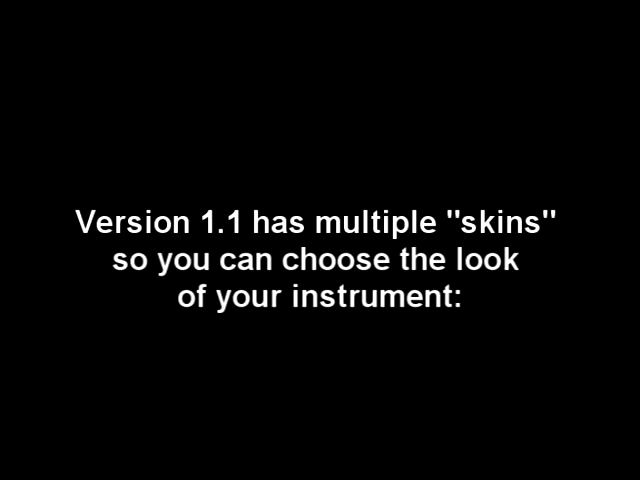 Version 1.1 has multiple "skins"
so you can choose the look
of your instrument: